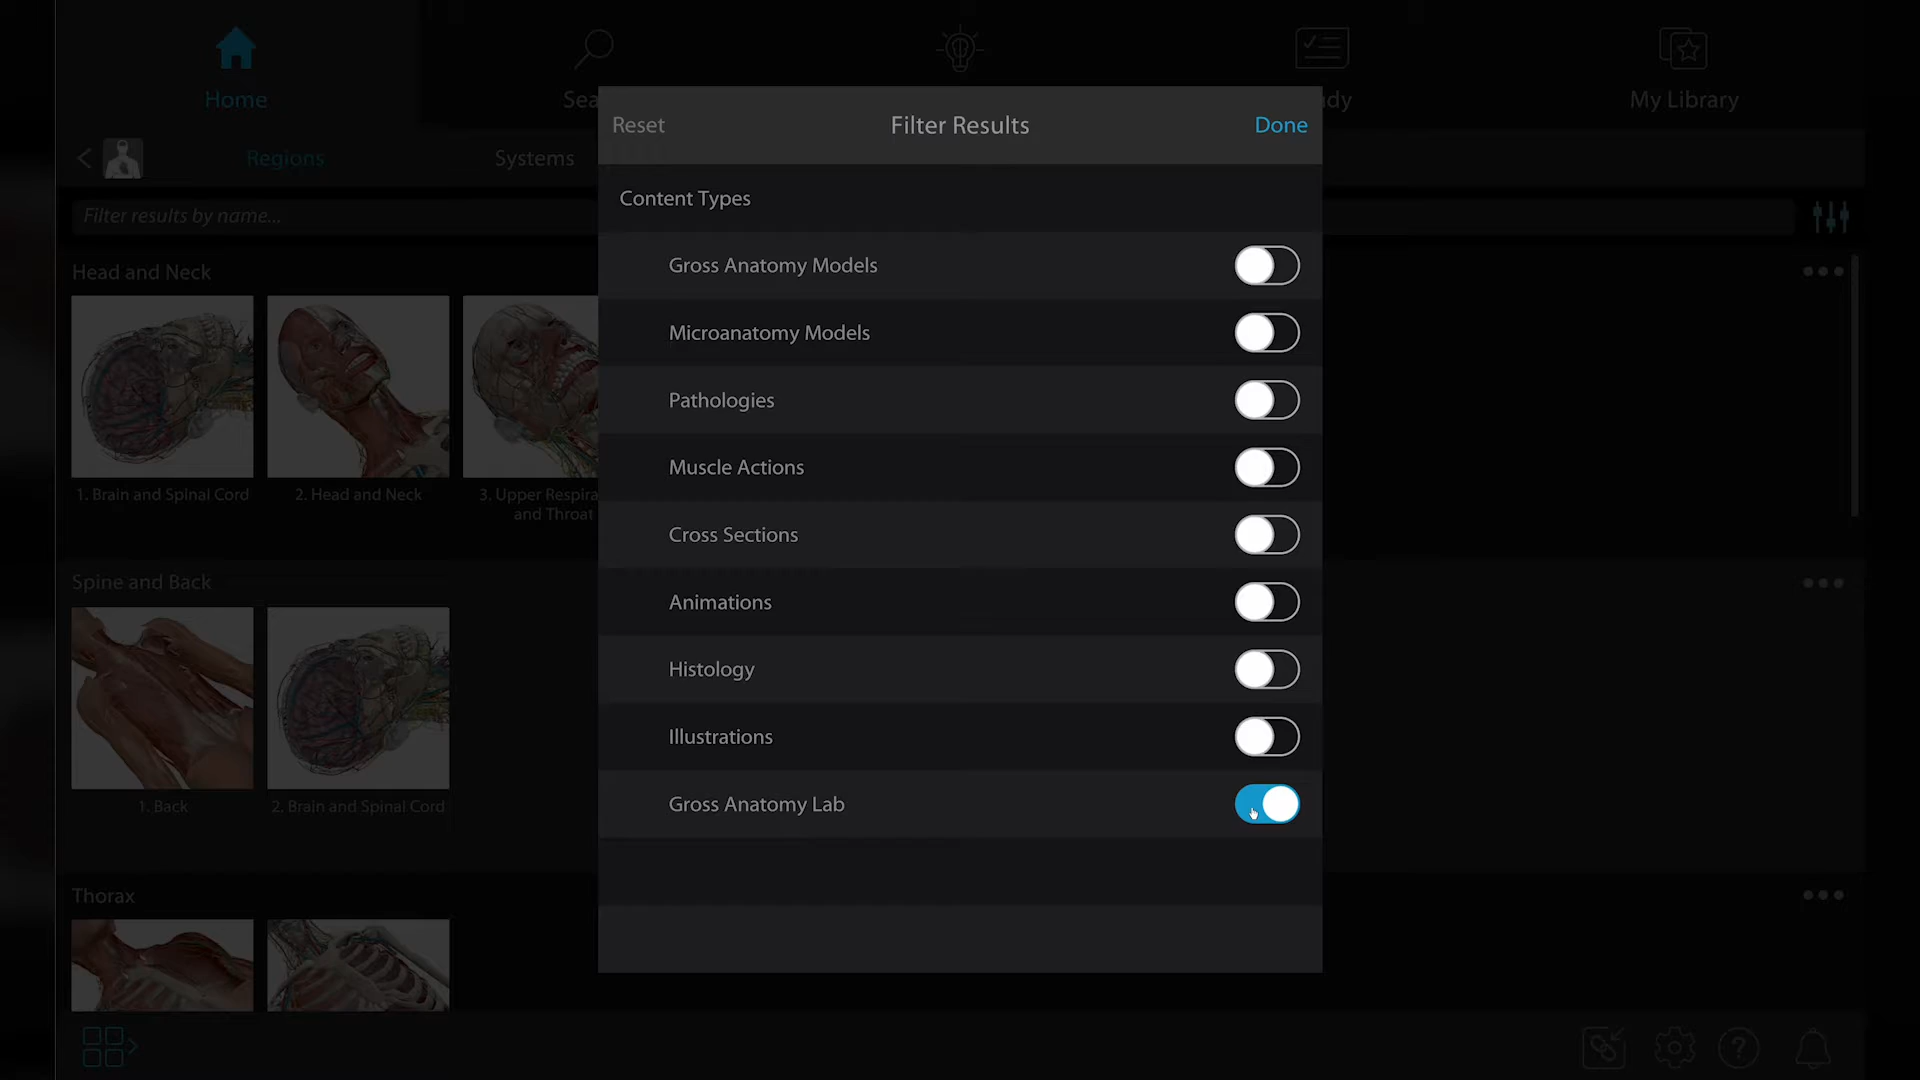 Home
Sea
dy
My Library
Reset
Filter Results
Done
Regions
Systems
Content Types
Filter results by name...
Gross Anatomy Models
Head and Neck
Microanatomy Models
Pathologies
Muscle Actions
1. Brain and Spinal Cord
2. Head and Neck
3. Upper Respira
and Throat
Cross Sections
Spine and Back
Animations
Histology
Illustrations
1. Back
2. Brain and Spinal Cord
Gross Anatomy Lab
Thorax